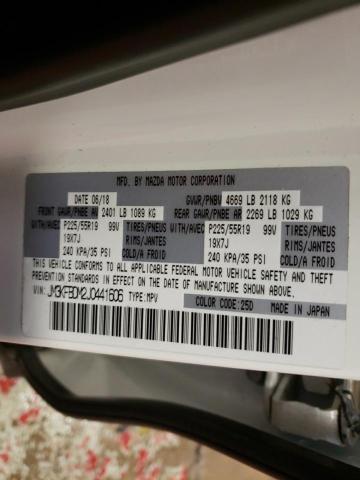 MFD. BY MAZDA MOTOR CORPORATION
DATE 06/18 GVWR/PNBV 4669 LB 2118 KG
FRONT GAWR/PNBE AV 2401 LB 1089 KG REAR GAWR/PNBE AR 2269 LB 1029 KG
WITH/AVEC P225/55R19 99V TIRES/PNEUS WITH/AVEC P225/55R19 99V TIRES/PNEUS
19X7J RIMS/JANTES 19X7J RIMS/JANTES
240 KPA/35 PSI COLD/A FROID 240 KPA/35 PSI COLD/A FROID
THIS VEHICLE CONFORMS TO ALL APPLICABLE FEDERAL MOTOR VEHICLE SAFETY AND THEFT
PREVENTION STANDARDS IN EFFECT ON THE DATE OF MANUFACTURE SHOWN ABOVE.
VIN: JM3KFBDM2J0441606 TYPE: MPV COLOR CODE: 25D MADE IN JAPAN